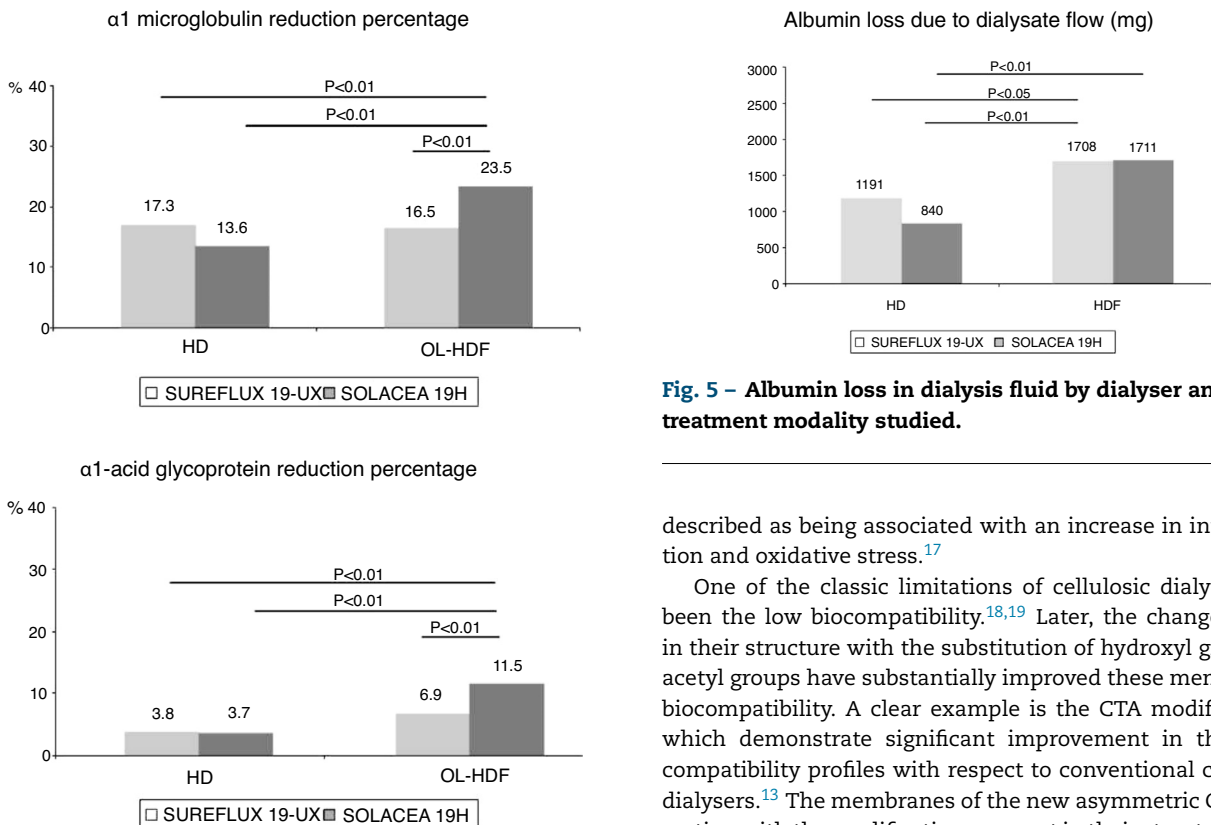 α1 microglobulin reduction percentage
% 40
30
20
10
0
P<0.01
P<0.01
P<0.01
17.3
13.6
16.5
23.5
HD
OL-HDF
□ SUREFLUX 19-UX ■ SOLACEA 19H
α1-acid glycoprotein reduction percentage
% 40
30
20
10
0
P<0.01
P<0.01
P<0.01
3.8
3.7
6.9
11.5
HD
OL-HDF
□ SUREFLUX 19-UX ■ SOLACEA 19H
Albumin loss due to dialysate flow (mg)
3000
2500
2000
1500
1000
500
0
P<0.01
P<0.05
P<0.01
1191
840
1708
1711
HD
HDF
□ SUREFLUX 19-UX ■ SOLACEA 19H
Fig. 5 – Albumin loss in dialysis fluid by dialyser an
treatment modality studied.
described as being associated with an increase in in
tion and oxidative stress.17
One of the classic limitations of cellulosic dialy
been the low biocompatibility.18,19 Later, the change
in their structure with the substitution of hydroxyl g
acetyl groups have substantially improved these mem
biocompatibility. A clear example is the CTA modif
which demonstrate significant improvement in th
compatibility profiles with respect to conventional c
dialysers.13 The membranes of the new asymmetric C